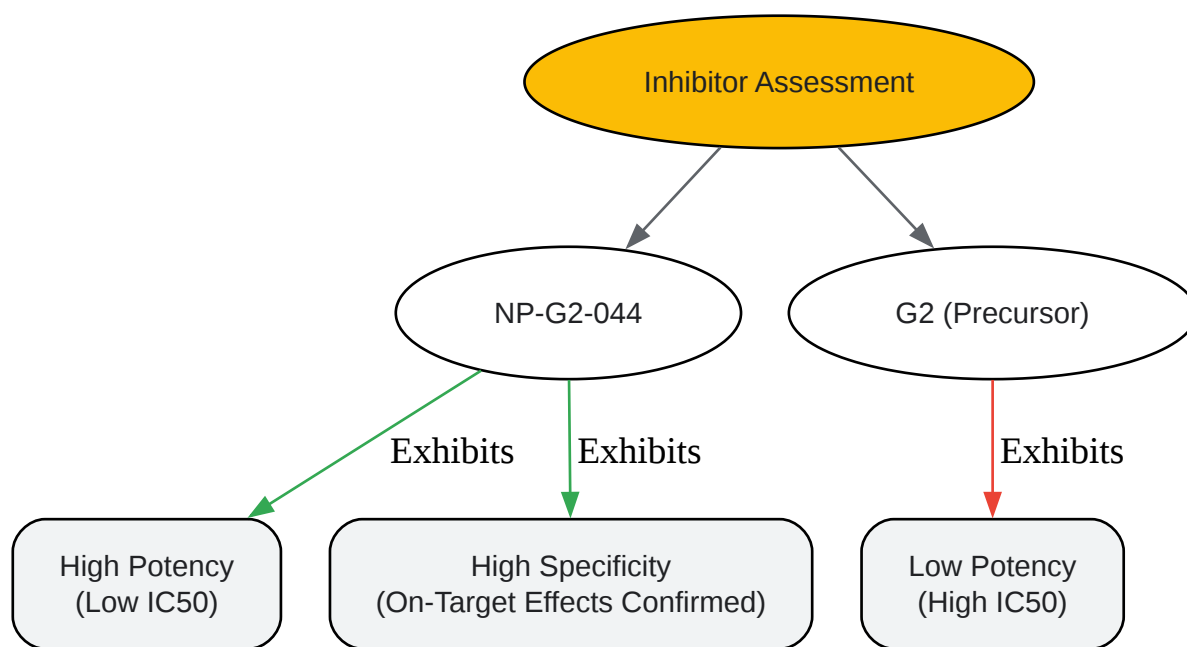 Inhibitor Assessment
NP-G2-044
G2 (Precursor)
Exhibits
Exhibits
Exhibits
High Potency
(Low IC50)
High Specificity
(On-Target Effects Confirmed)
Low Potency
(High IC50)